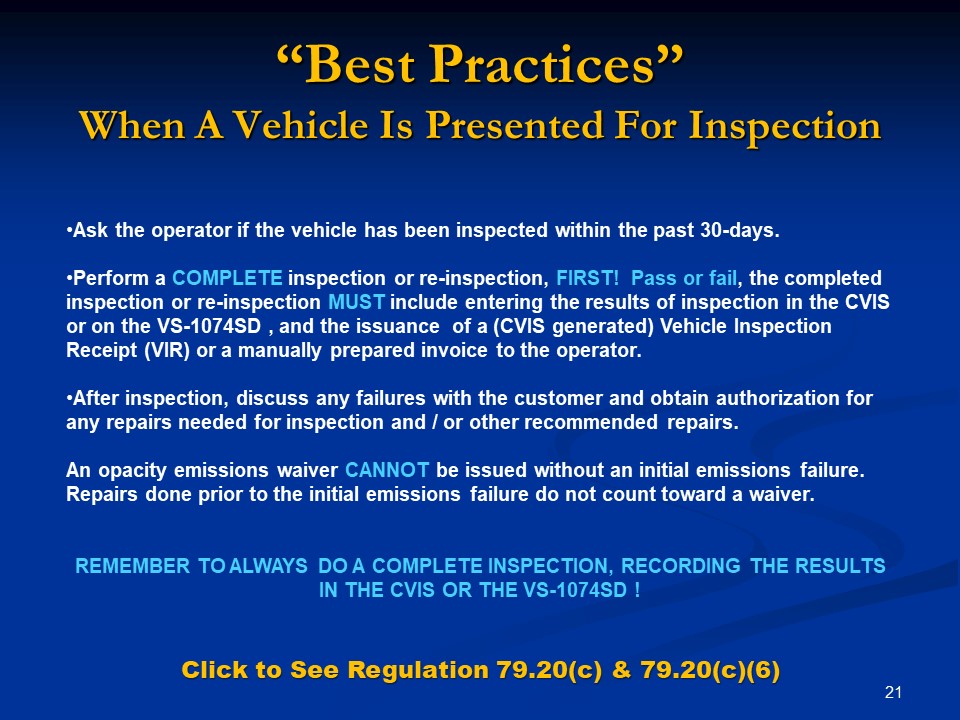 “Best Practices”
When A Vehicle Is Presented For Inspection
•Ask the operator if the vehicle has been inspected within the past 30-days.
•Perform a COMPLETE inspection or re-inspection, FIRST!  Pass or fail, the completed
inspection or re-inspection MUST include entering the results of inspection in the CVIS
or on the VS-1074SD , and the issuance  of a (CVIS generated) Vehicle Inspection
Receipt (VIR) or a manually prepared invoice to the operator.
•After inspection, discuss any failures with the customer and obtain authorization for
any repairs needed for inspection and / or other recommended repairs.
An opacity emissions waiver CANNOT be issued without an initial emissions failure.
Repairs done prior to the initial emissions failure do not count toward a waiver.
REMEMBER TO ALWAYS  DO A COMPLETE INSPECTION, RECORDING  THE RESULTS
IN THE CVIS OR THE VS-1074SD !
Click to See Regulation 79.20(c) & 79.20(c)(6)
21